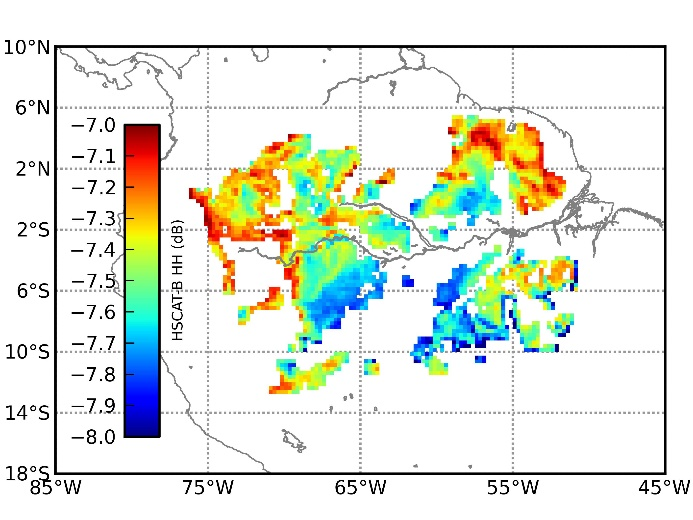 10°N
6°N
2°N
2°S
6°S
10°S
14°S
18°S
85°W
75°W
65°W
55°W
45°W
−7.0
−7.1
−7.2
−7.3
−7.4
−7.5
−7.6
−7.7
−7.8
−7.9
−8.0
HSCAT-B HH (dB)